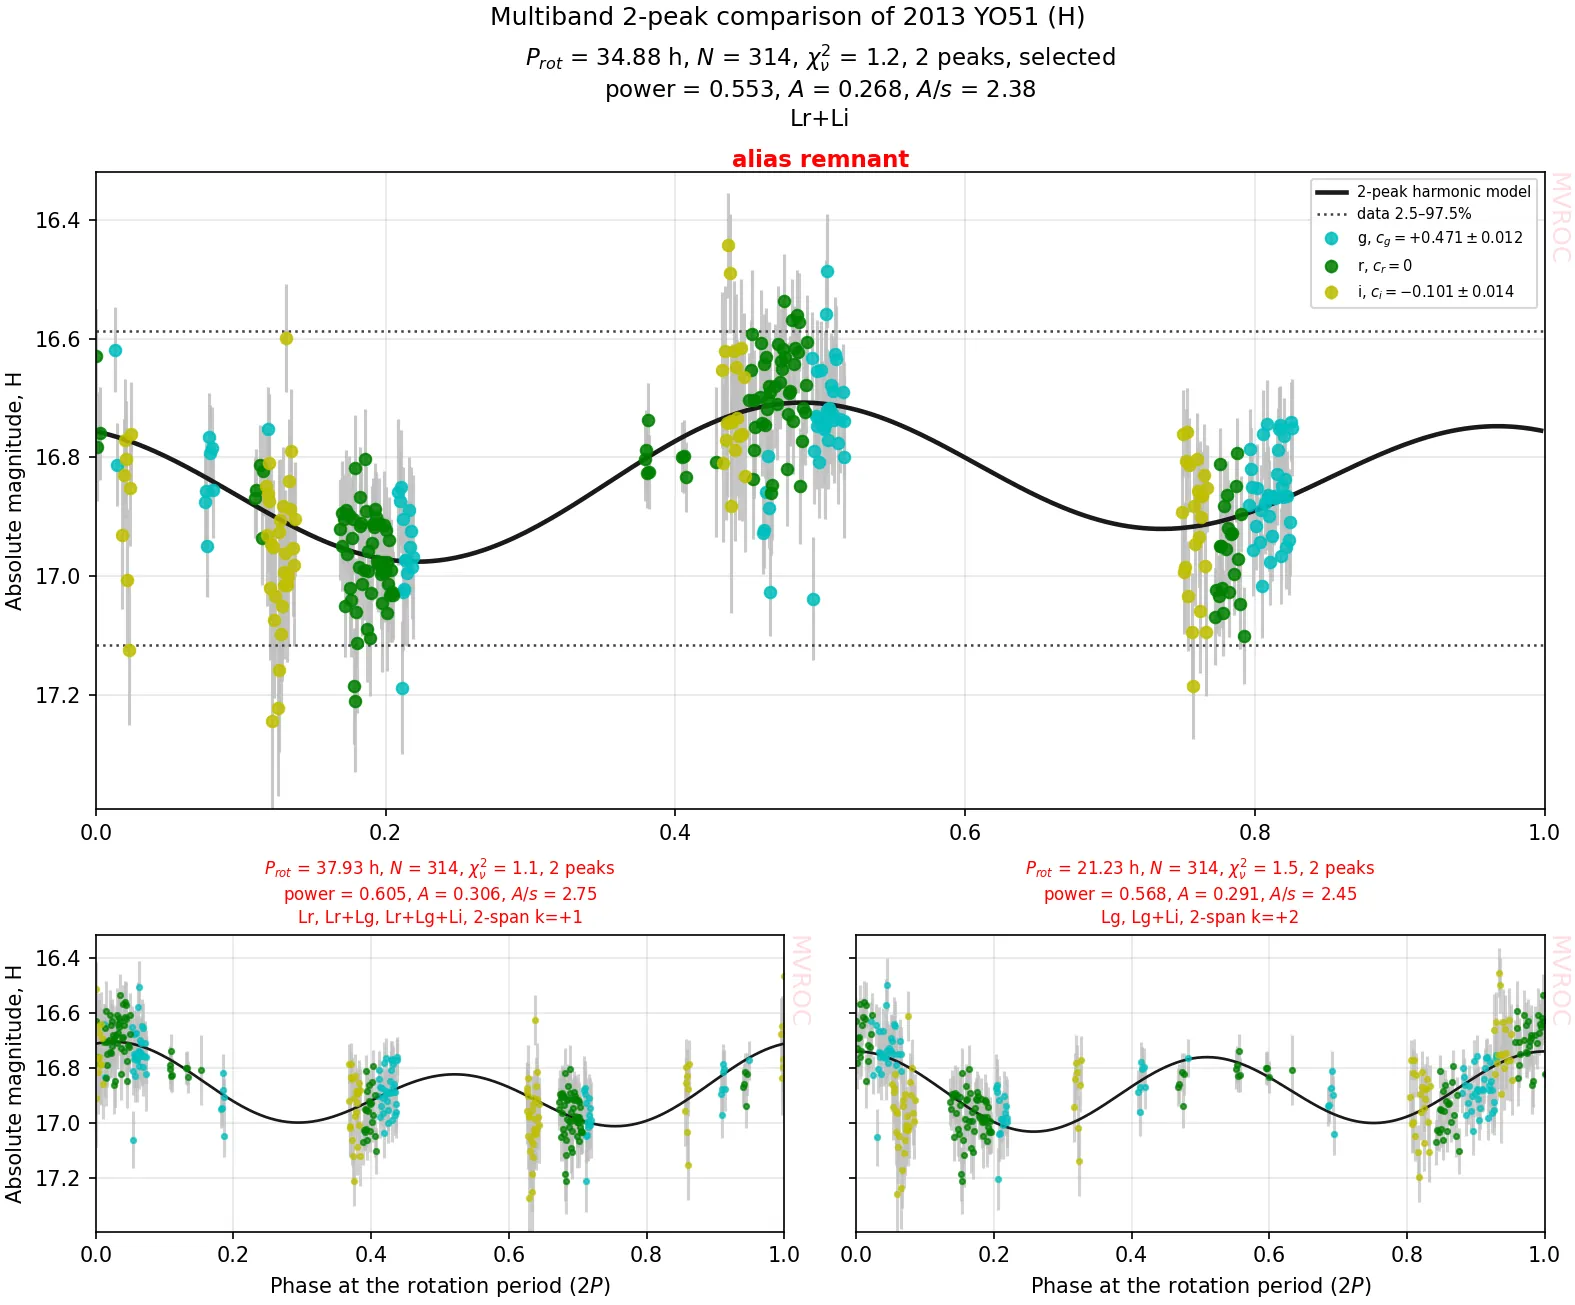 Multiband 2-peak comparison of 2013 YO51 (H)
P_rot = 34.88 h, N = 314, χ²_ν = 1.2, 2 peaks, selected
power = 0.553, A = 0.268, A/s = 2.38
Lr+Li
alias remnant
2-peak harmonic model
data 2.5–97.5%
g, c_g = +0.471 ± 0.012
r, c_r = 0
i, c_i = −0.101 ± 0.014
MVROC
Absolute magnitude, H
16.4
16.6
16.8
17.0
17.2
0.0 0.2 0.4 0.6 0.8 1.0
P_rot = 37.93 h, N = 314, χ²_ν = 1.1, 2 peaks
power = 0.605, A = 0.306, A/s = 2.75
Lr, Lr+Lg, Lr+Lg+Li, 2-span k=+1
MVROC
Absolute magnitude, H
16.4
16.6
16.8
17.0
17.2
0.0 0.2 0.4 0.6 0.8 1.0
Phase at the rotation period (2P)
P_rot = 21.23 h, N = 314, χ²_ν = 1.5, 2 peaks
power = 0.568, A = 0.291, A/s = 2.45
Lg, Lg+Li, 2-span k=+2
MVROC
0.0 0.2 0.4 0.6 0.8 1.0
Phase at the rotation period (2P)